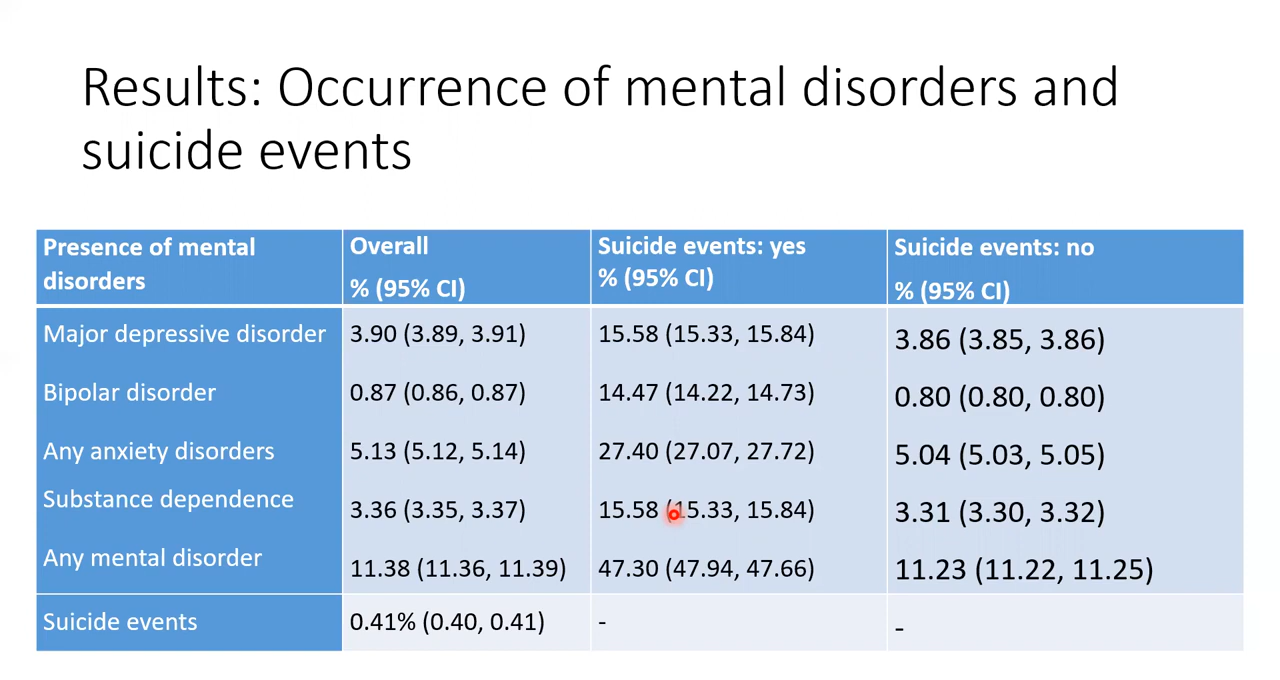 Results: Occurrence of mental disorders and
suicide events
Presence of mental
disorders
Overall
% (95% CI)
Suicide events: yes
% (95% CI)
Suicide events: no
% (95% CI)
Major depressive disorder 3.90 (3.89, 3.91) 15.58 (15.33, 15.84) 3.86 (3.85, 3.86)
Bipolar disorder 0.87 (0.86, 0.87) 14.47 (14.22, 14.73) 0.80 (0.80, 0.80)
Any anxiety disorders 5.13 (5.12, 5.14) 27.40 (27.07, 27.72) 5.04 (5.03, 5.05)
Substance dependence 3.36 (3.35, 3.37) 15.58 (15.33, 15.84) 3.31 (3.30, 3.32)
Any mental disorder 11.38 (11.36, 11.39) 47.30 (47.94, 47.66) 11.23 (11.22, 11.25)
Suicide events 0.41% (0.40, 0.41) - -